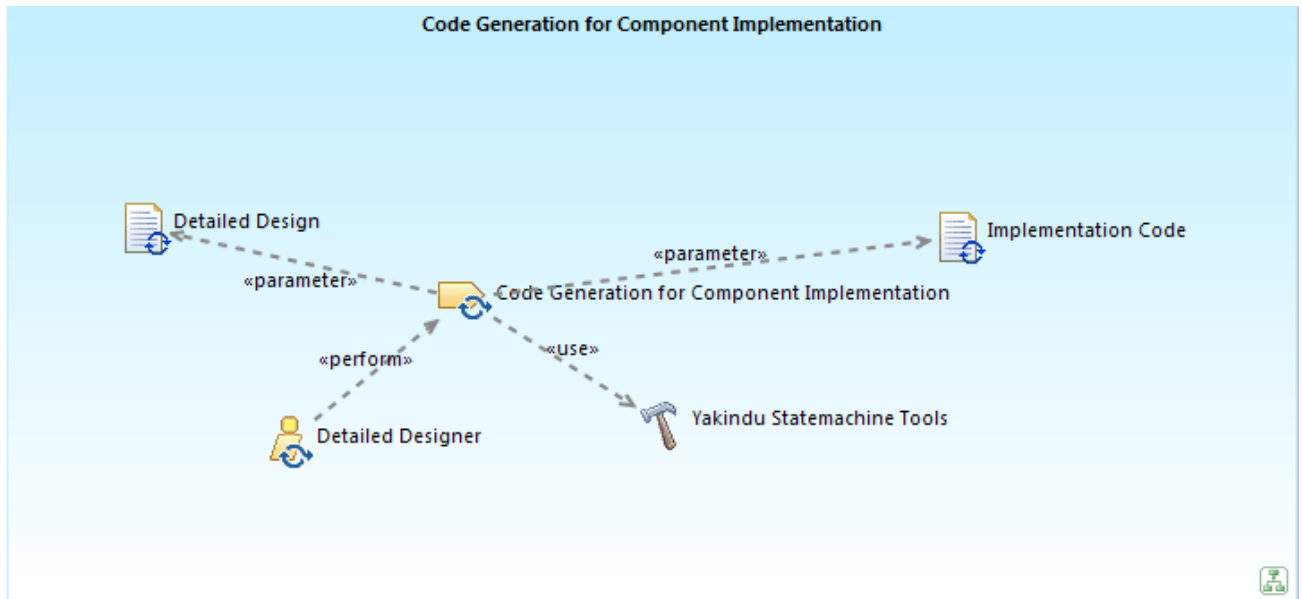 Code Generation for Component Implementation
Detailed Design
Implementation Code
«parameter»
«parameter»
Code Generation for Component Implementation
«use»
«perform»
Yakindu Statemachine Tools
Detailed Designer